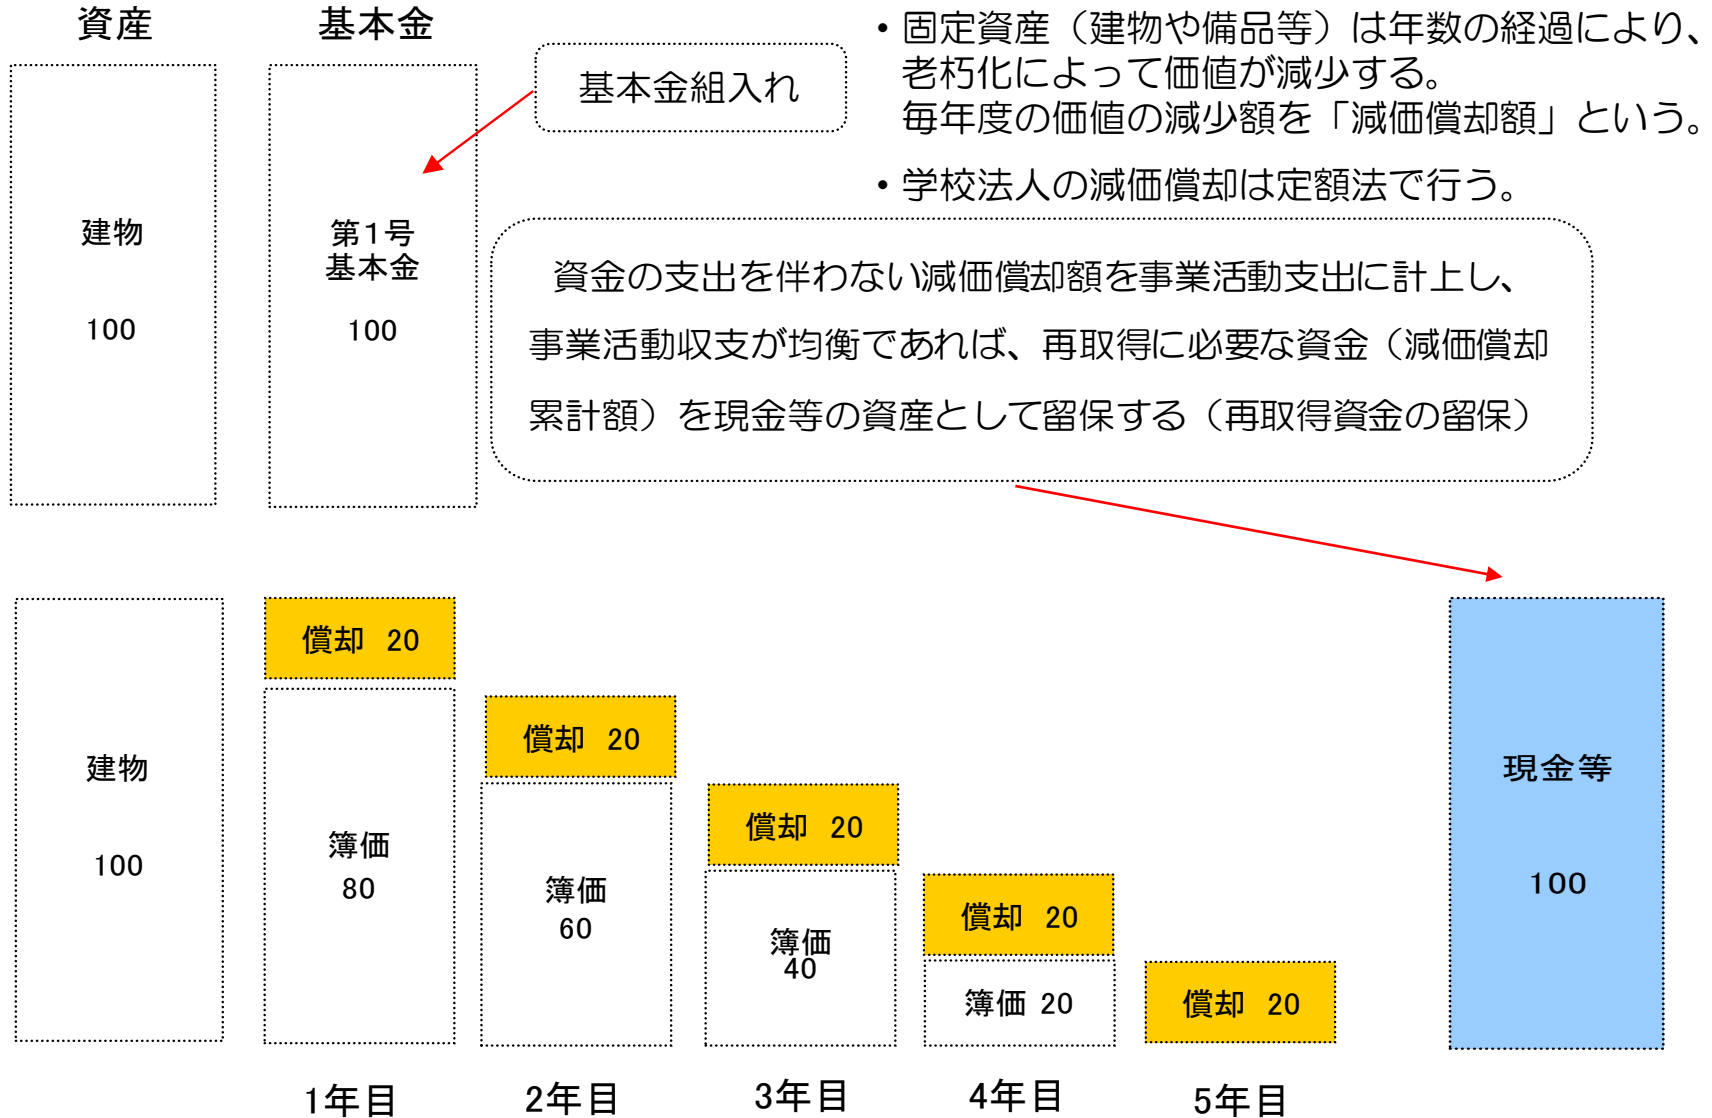 資産
基本金
・固定資産（建物や備品等）は年数の経過により、
老朽化によって価値が減少する。
毎年度の価値の減少額を「減価償却額」という。
・学校法人の減価償却は定額法で行う。
基本金組入れ
建物
100
第1号
基本金
100
資金の支出を伴わない減価償却額を事業活動支出に計上し、
事業活動収支が均衡であれば、再取得に必要な資金（減価償却
累計額）を現金等の資産として留保する（再取得資金の留保）
建物
100
償却 20
簿価
80
償却 20
簿価
60
償却 20
簿価
40
償却 20
簿価 20
償却 20
現金等
100
1年目
2年目
3年目
4年目
5年目